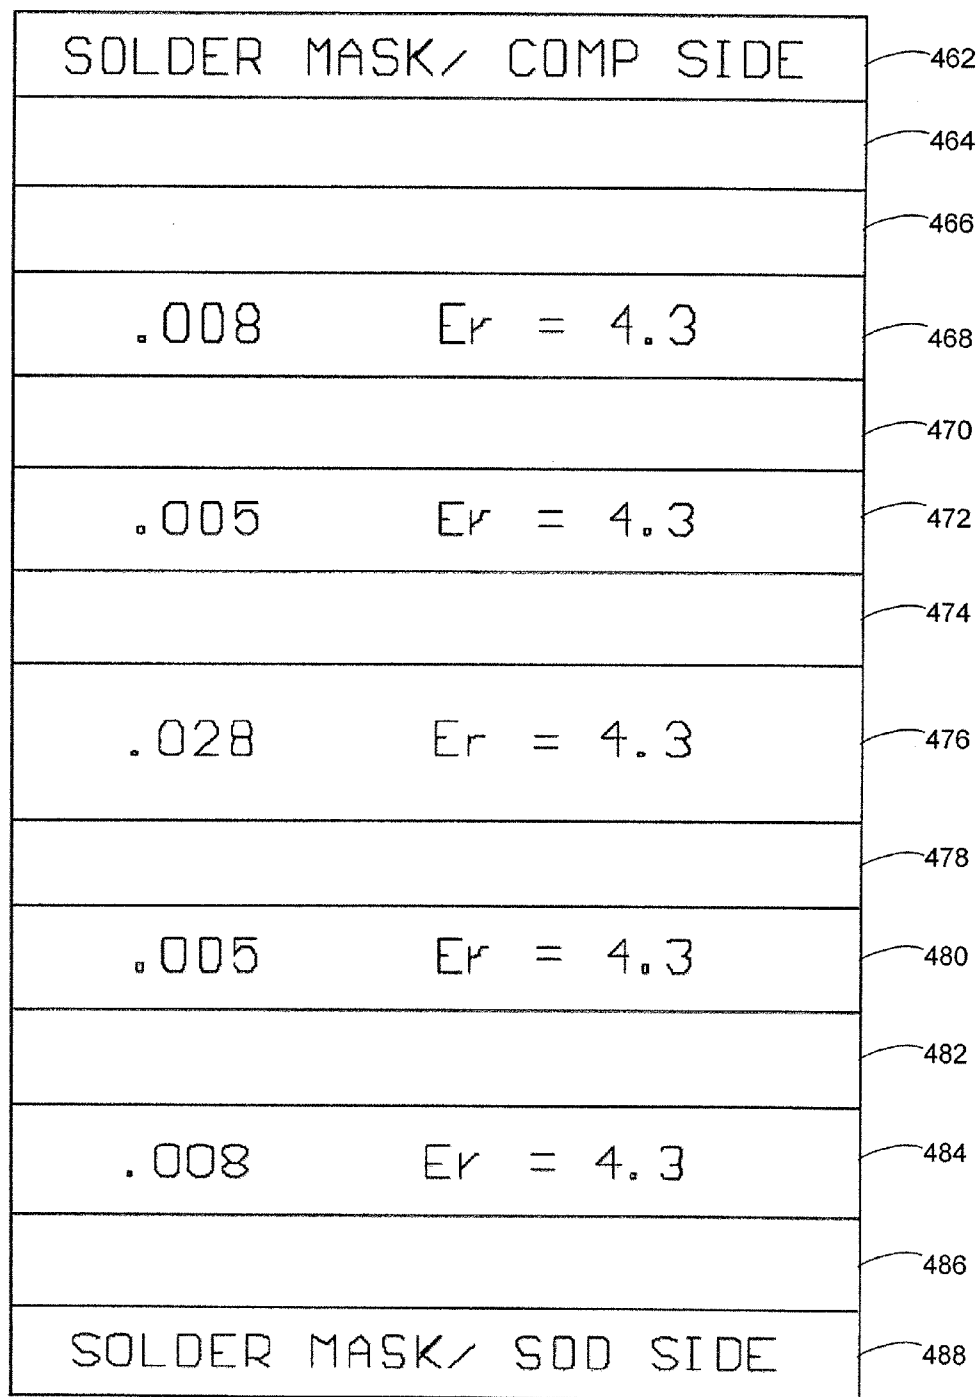 SOLDER MASK/ COMP SIDE 462
464
466
.008 Er = 4.3 468
470
.005 Er = 4.3 472
474
.028 Er = 4.3 476
478
.005 Er = 4.3 480
482
.008 Er = 4.3 484
486
SOLDER MASK/ SOD SIDE 488